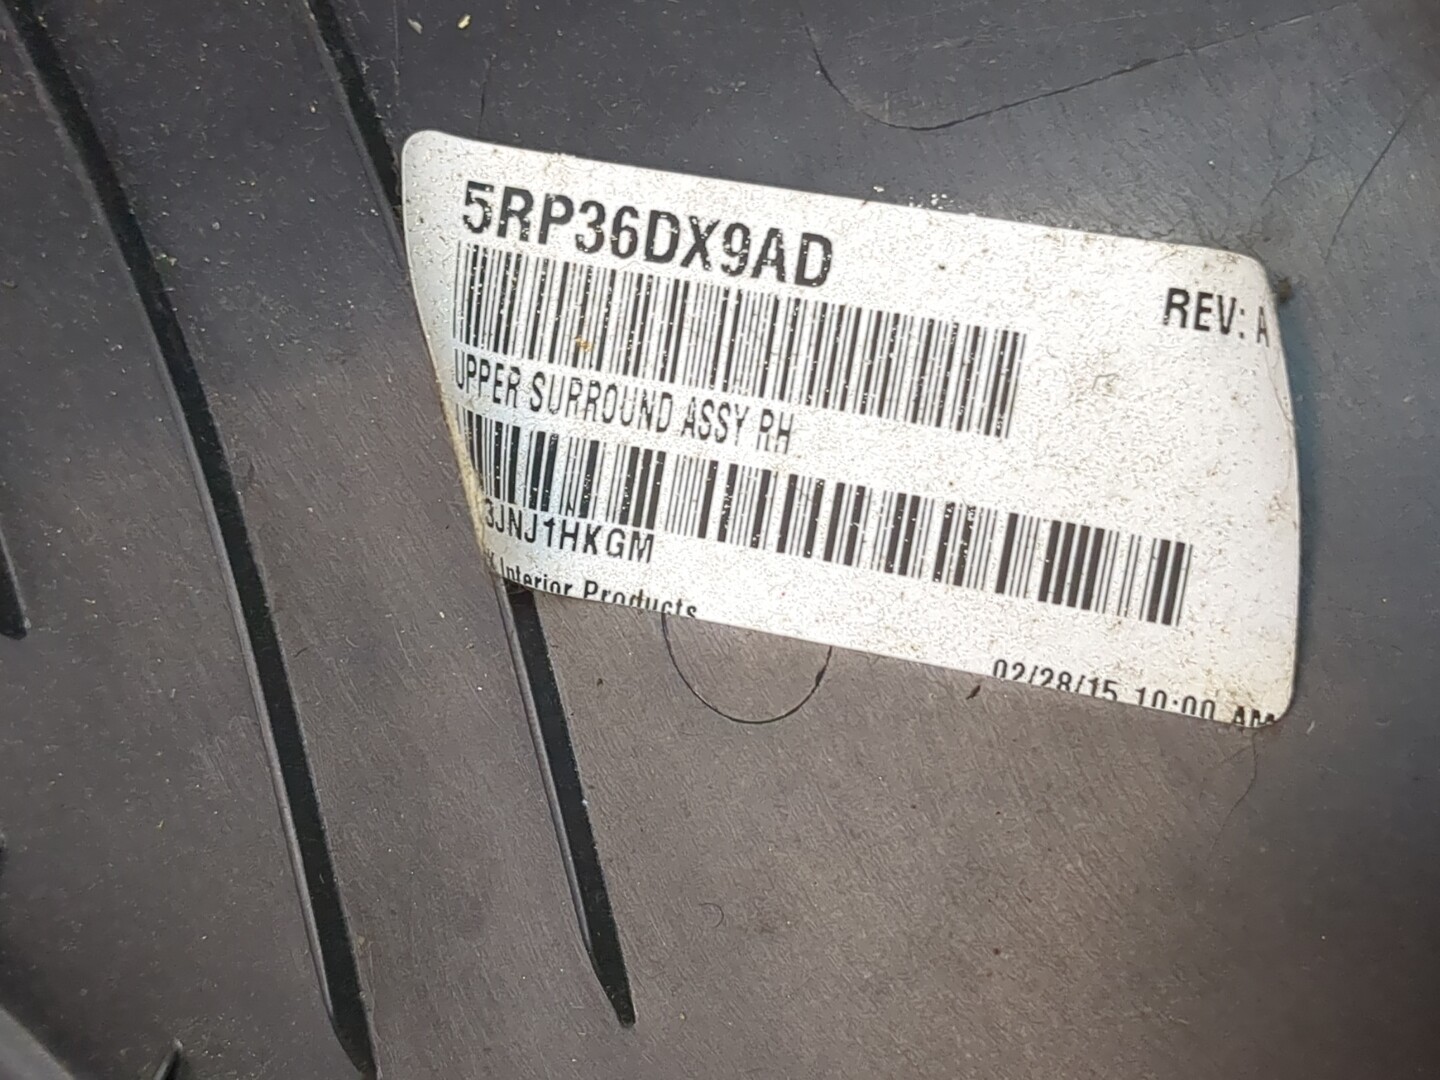 5RP36DX9AD
REV: A
UPPER SURROUND ASSY RH
3JNJ1HKGM
Interior Products
02/28/15 10:00 AM